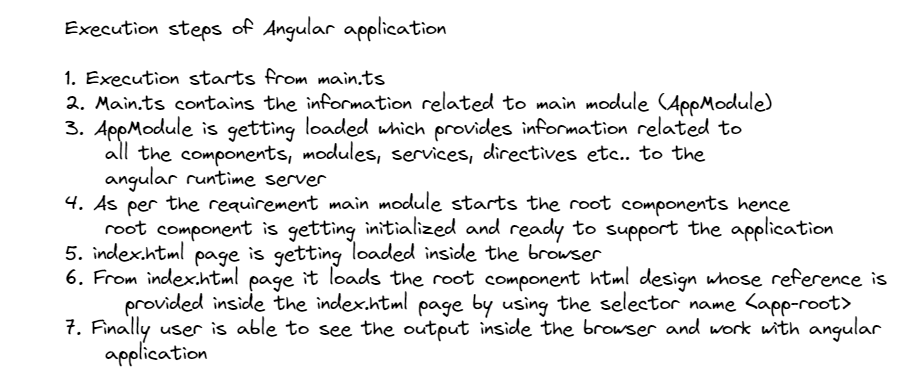 Execution steps of Angular application
1. Execution starts from main.ts
2. Main.ts contains the information related to main module (AppModule)
3. AppModule is getting loaded which provides information related to
all the components, modules, services, directives etc.. to the
angular runtime server
4. As per the requirement main module starts the root components hence
root component is getting initialized and ready to support the application
5. index.html page is getting loaded inside the browser
6. From index.html page it loads the root component html design whose reference is
provided inside the index.html page by using the selector name <app-root>
7. Finally user is able to see the output inside the browser and work with angular
application